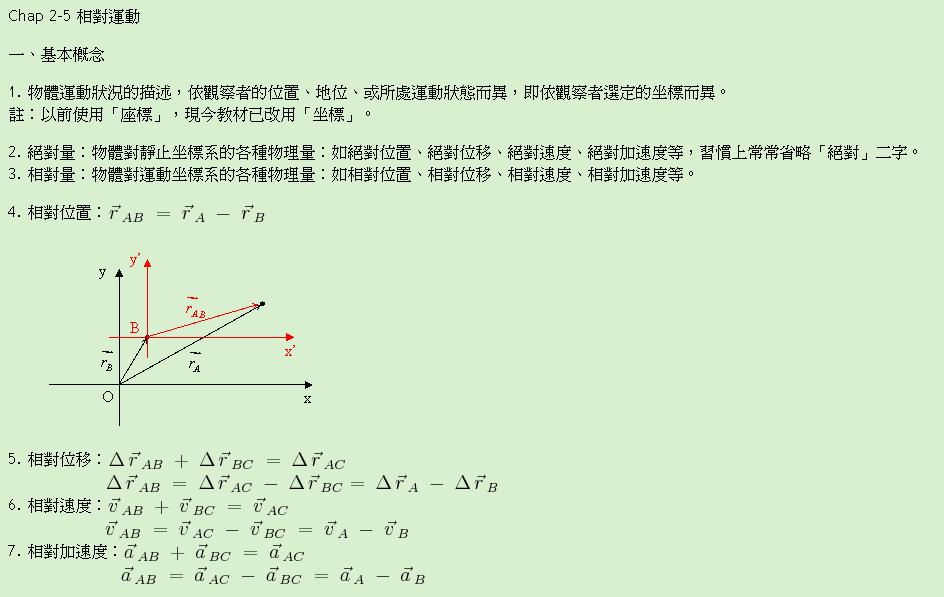 Chap 2-5 相對運動
一、基本概念
1. 物體運動狀況的描述，依觀察者的位置、地位、或所處運動狀態而異，即依觀察者選定的坐標而異。
註：以前使用「座標」，現今教材已改用「坐標」。
2. 絕對量：物體對靜止坐標系的各種物理量：如絕對位置、絕對位移、絕對速度、絕對加速度等，習慣上常常省略「絕對」二字。
3. 相對量：物體對運動坐標系的各種物理量：如相對位置、相對位移、相對速度、相對加速度等。
4. 相對位置：$\vec{r}_{AB} = \vec{r}_A - \vec{r}_B$
y'
y
$\vec{r}_{AB}$
B
x'
$\vec{r}_B$
$\vec{r}_A$
O
x
5. 相對位移：$\Delta\vec{r}_{AB} + \Delta\vec{r}_{BC} = \Delta\vec{r}_{AC}$
$\Delta\vec{r}_{AB} = \Delta\vec{r}_{AC} - \Delta\vec{r}_{BC} = \Delta\vec{r}_A - \Delta\vec{r}_B$
6. 相對速度：$\vec{v}_{AB} + \vec{v}_{BC} = \vec{v}_{AC}$
$\vec{v}_{AB} = \vec{v}_{AC} - \vec{v}_{BC} = \vec{v}_A - \vec{v}_B$
7. 相對加速度：$\vec{a}_{AB} + \vec{a}_{BC} = \vec{a}_{AC}$
$\vec{a}_{AB} = \vec{a}_{AC} - \vec{a}_{BC} = \vec{a}_A - \vec{a}_B$